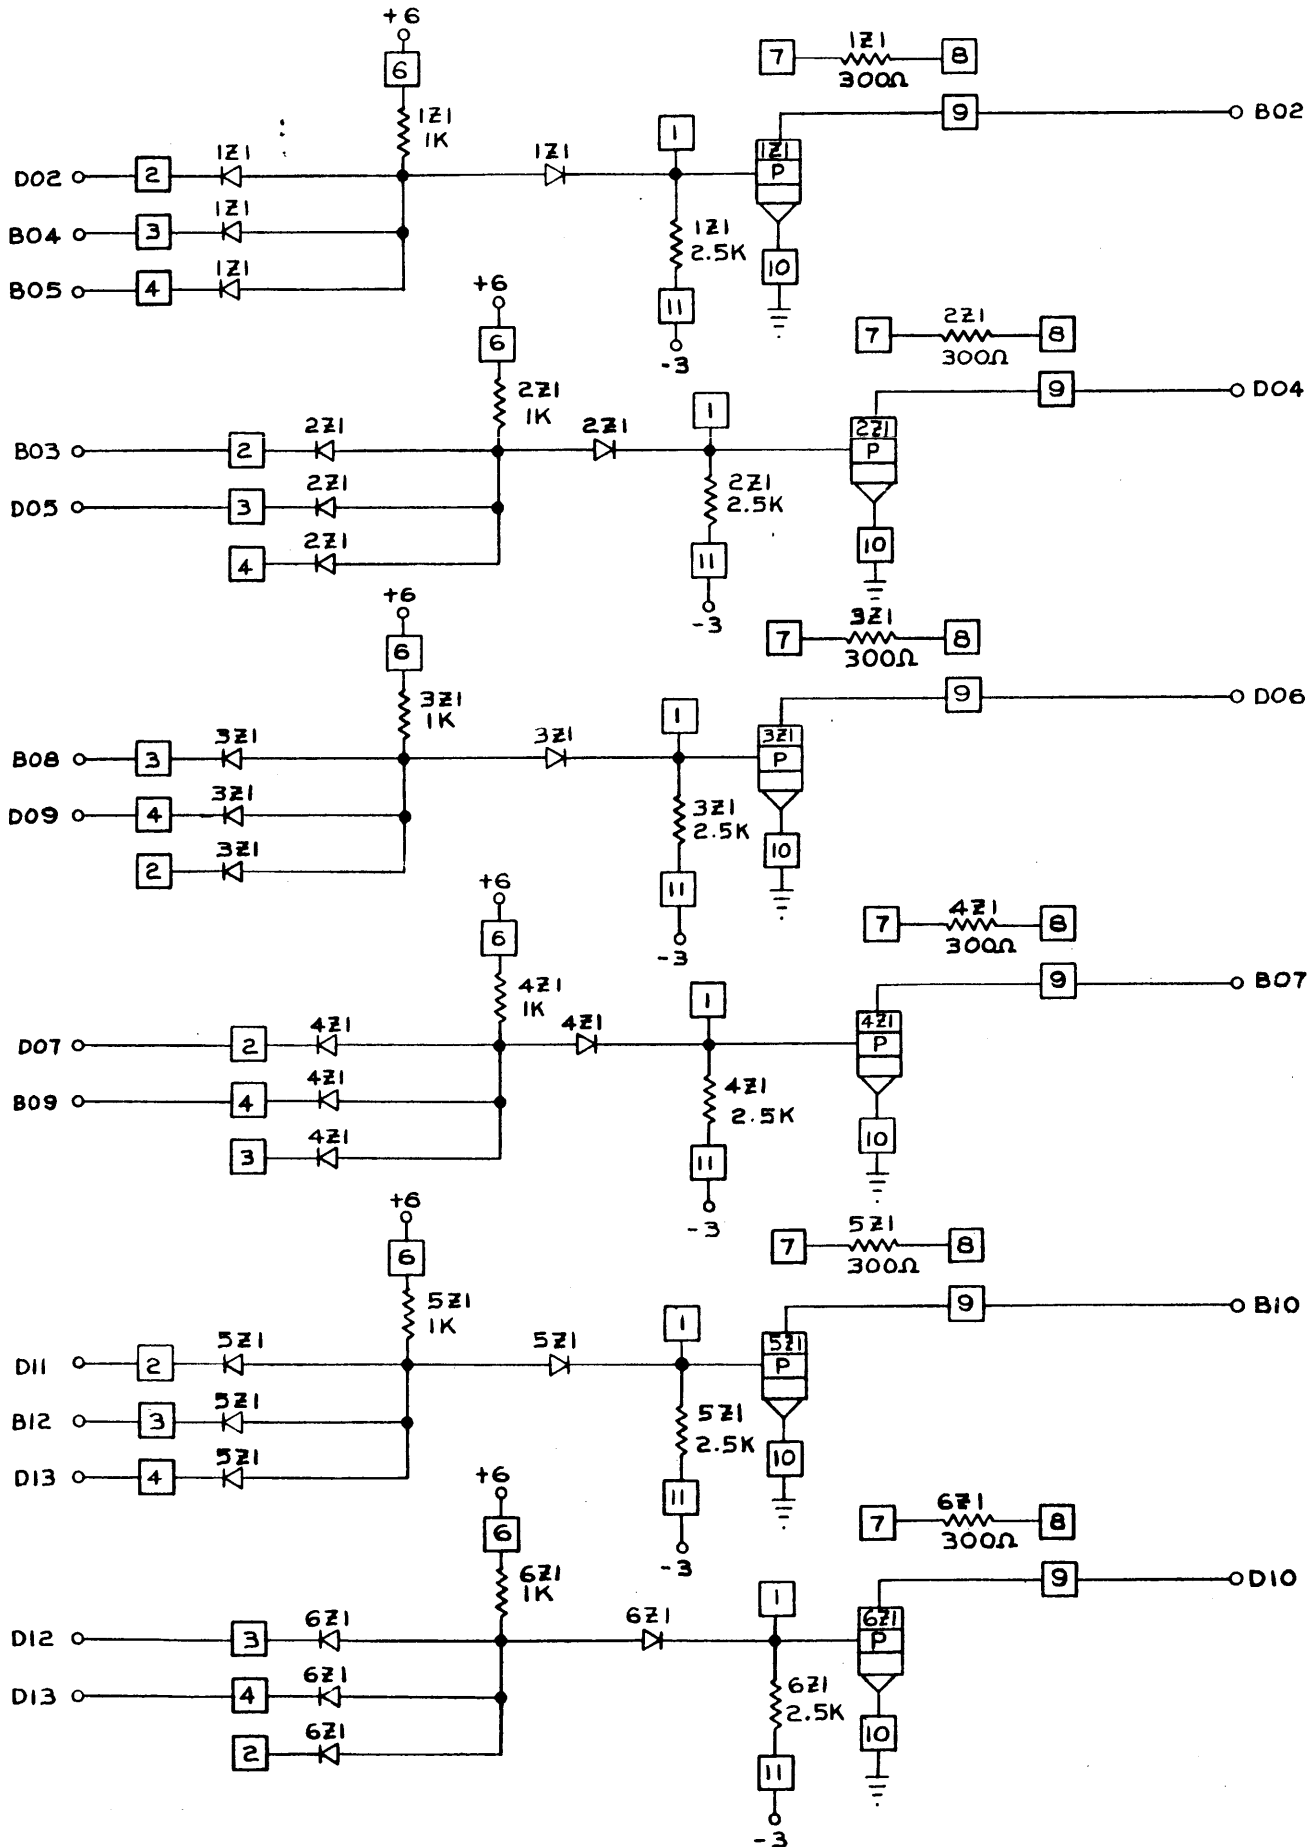 +6
6
7 1Z1 8
300Ω
1Z1
1K
9 B02
1
D02 2 1Z1 1Z1 1Z1
P
B04 3 1Z1
1Z1
2.5K
10
B05 4 1Z1
11
-3
+6
6
7 2Z1 8
300Ω
2Z1
1K
9 D04
1
B03 2 2Z1 2Z1 2Z1
P
D05 3 2Z1
2Z1
2.5K
10
4 2Z1
11
-3
+6
6
7 3Z1 8
300Ω
3Z1
1K
9 D06
1
B08 3 3Z1 3Z1 3Z1
P
D09 4 3Z1
3Z1
2.5K
10
2 3Z1
11
-3
+6
6
7 4Z1 8
300Ω
4Z1
1K
9 B07
1
D07 2 4Z1 4Z1 4Z1
P
B09 4 4Z1
4Z1
2.5K
10
3 4Z1
11
-3
+6
6
7 5Z1 8
300Ω
5Z1
1K
9 B10
1
D11 2 5Z1 5Z1 5Z1
P
B12 3 5Z1
5Z1
2.5K
10
D13 4 5Z1
11
-3
+6
6
7 6Z1 8
300Ω
6Z1
1K
9 D10
1
D12 3 6Z1 6Z1 6Z1
P
D13 4 6Z1
6Z1
2.5K
10
2 6Z1
11
-3